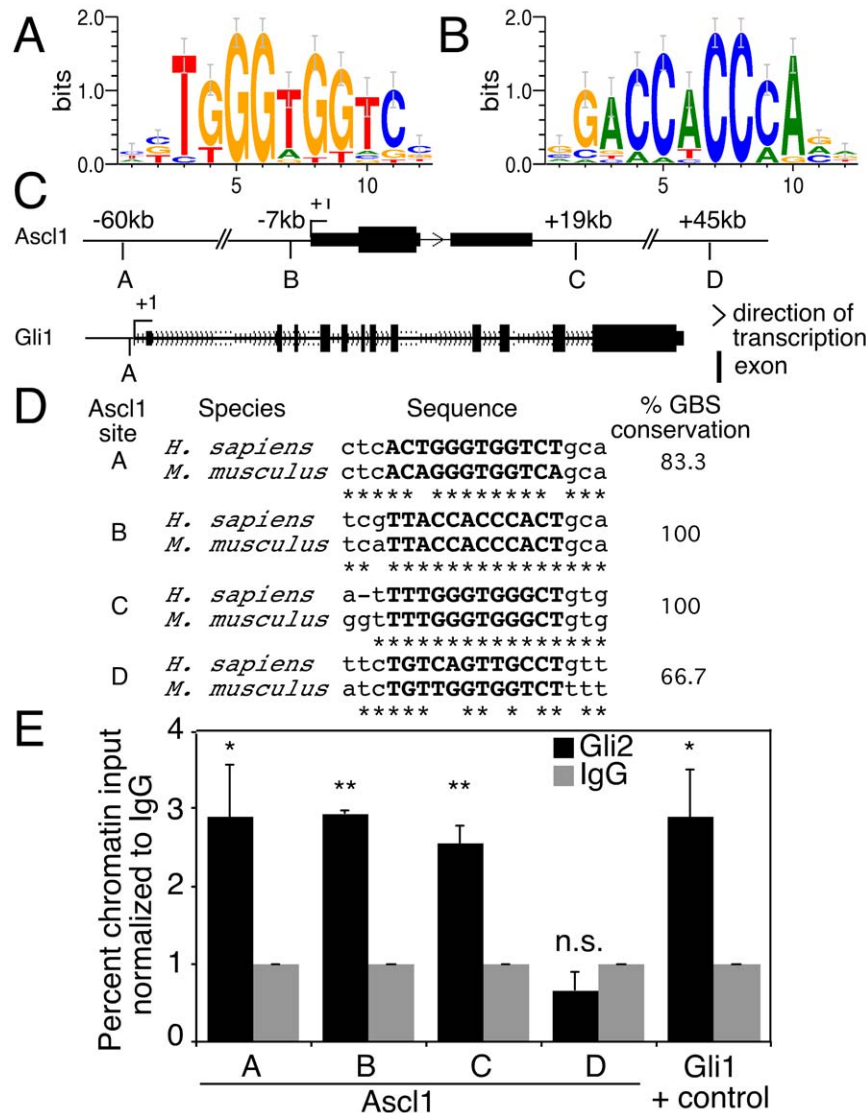 A
B
bits
2.0
1.0
0.0
5
10
bits
2.0
1.0
0.0
5
10
C
-60kb
-7kb
+1
+19kb
+45kb
Ascl1
A
B
C
D
+1
Gli1
A
> direction of
transcription
exon
D
Ascl1
site
Species
Sequence
% GBS
conservation
A
H. sapiens ctcACTGGGTGGTCTgca
M. musculus ctcACAGGGTGGTCAgca
83.3
***** ******** ***
B
H. sapiens tcgTTACCACCCACTgca
M. musculus tcaTTACCACCCACTgca
100
** ***************
C
H. sapiens a-tTTTGGGTGGGCTgtg
M. musculus ggtTTTGGGTGGGCTgtg
100
****************
D
H. sapiens ttcTGTCAGTTGCCTgtt
M. musculus atcTGTTGGTGGTCTttt
66.7
***** ** * ** **
E
Percent chromatin input
normalized to IgG
4
3
2
1
0
Gli2
IgG
*
**
**
n.s.
*
A
B
C
D
Gli1
+ control
Ascl1